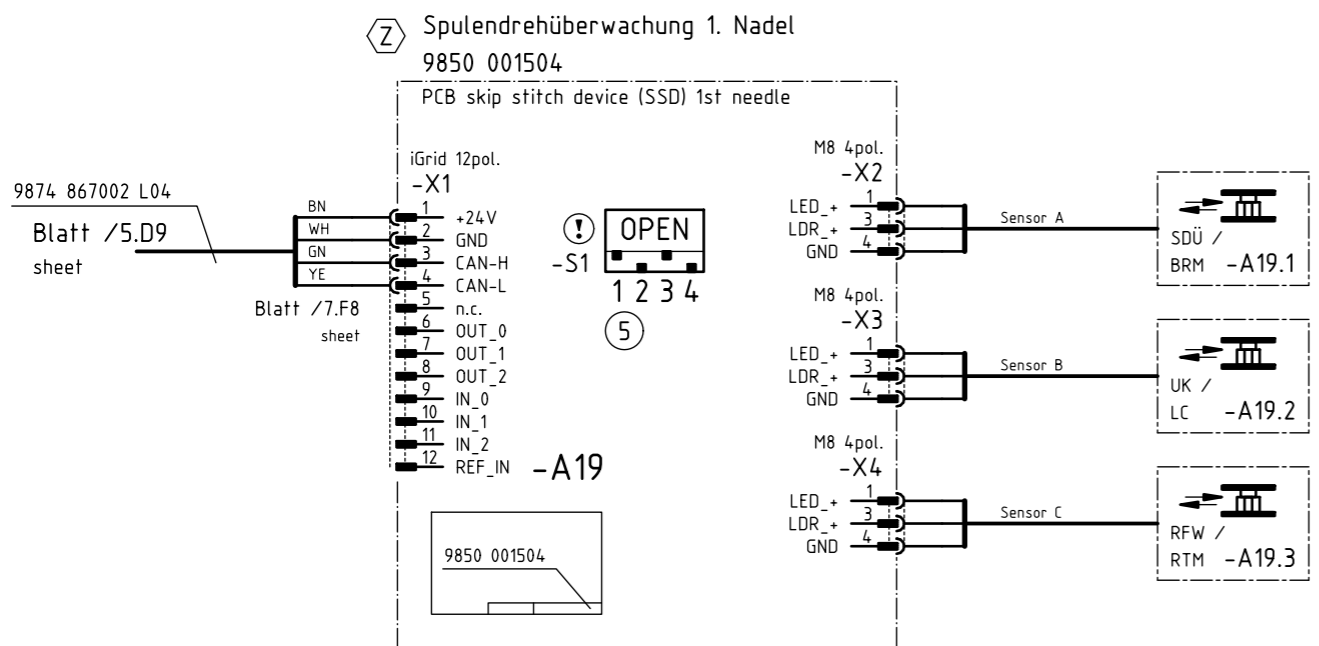 Z
Spulendrehüberwachung 1. Nadel
9850 001504
PCB skip stitch device (SSD) 1st needle
iGrid 12pol.
-X1
9874 867002 L04
Blatt /5.D9
sheet
BN
WH
GN
YE
Blatt /7.F8
sheet
1 +24V
2 GND
3 CAN-H
4 CAN-L
5 n.c.
6 OUT_0
7 OUT_1
8 OUT_2
9 IN_0
10 IN_1
11 IN_2
12 REF_IN
-A19
!
-S1
OPEN
1 2 3 4
5
9850 001504
M8 4pol.
-X2
LED_+ 1
LDR_+ 3
GND 4
Sensor A
SDÜ /
BRM -A19.1
M8 4pol.
-X3
LED_+ 1
LDR_+ 3
GND 4
Sensor B
UK /
LC -A19.2
M8 4pol.
-X4
LED_+ 1
LDR_+ 3
GND 4
Sensor C
RFW /
RTM -A19.3